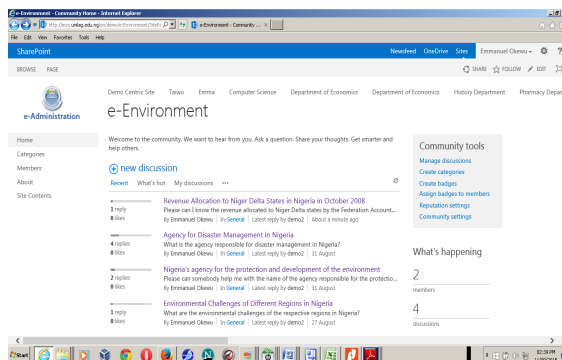 e-Environment - Community Home - Internet Explorer
e-Environment - Community ...
File Edit View Favorites Tools Help
SharePoint Newsfeed OneDrive Sites Emmanuel Okewu ?
BROWSE PAGE SHARE FOLLOW EDIT
Demo Centric Site Taiwo Emma Computer Science Department of Economics Department of Economics History Department Pharmacy Depar
e-Environment
e-Administration
Home
Categories
Members
About
Site Contents
Welcome to the community. We want to hear from you. Ask a question. Share your thoughts. Get smarter and
help others.
new discussion
Recent What's hot My discussions •••
Revenue Allocation to Niger Delta States in Nigeria in October 2008
1 reply
0 likes
Please can I know the revenue allocated to Niger Delta states by the Federation Account...
By Emmanuel Okewu In General Latest reply by demo2 About a minute ago
Agency for Disaster Management in Nigeria
4 replies
0 likes
What is the agency responsible for disaster management in Nigeria?
By Emmanuel Okewu In General Latest reply by demo2 31 August
Nigeria's agency for the protection and development of the environment
2 replies
0 likes
Please can somebody help me with the name of the agency responsible for the protectio...
By Emmanuel Okewu In General Latest reply by demo2 31 August
Environmental Challenges of Different Regions in Nigeria
1 reply
0 likes
What are the environmental challenges of the respective regions in Nigeria?
By Emmanuel Okewu In General Latest reply by demo2 27 August
Community tools
Manage discussions
Create categories
Create badges
Assign badges to members
Reputation settings
Community settings
What's happening
2
members
4
discussions
Start 02:39 PM